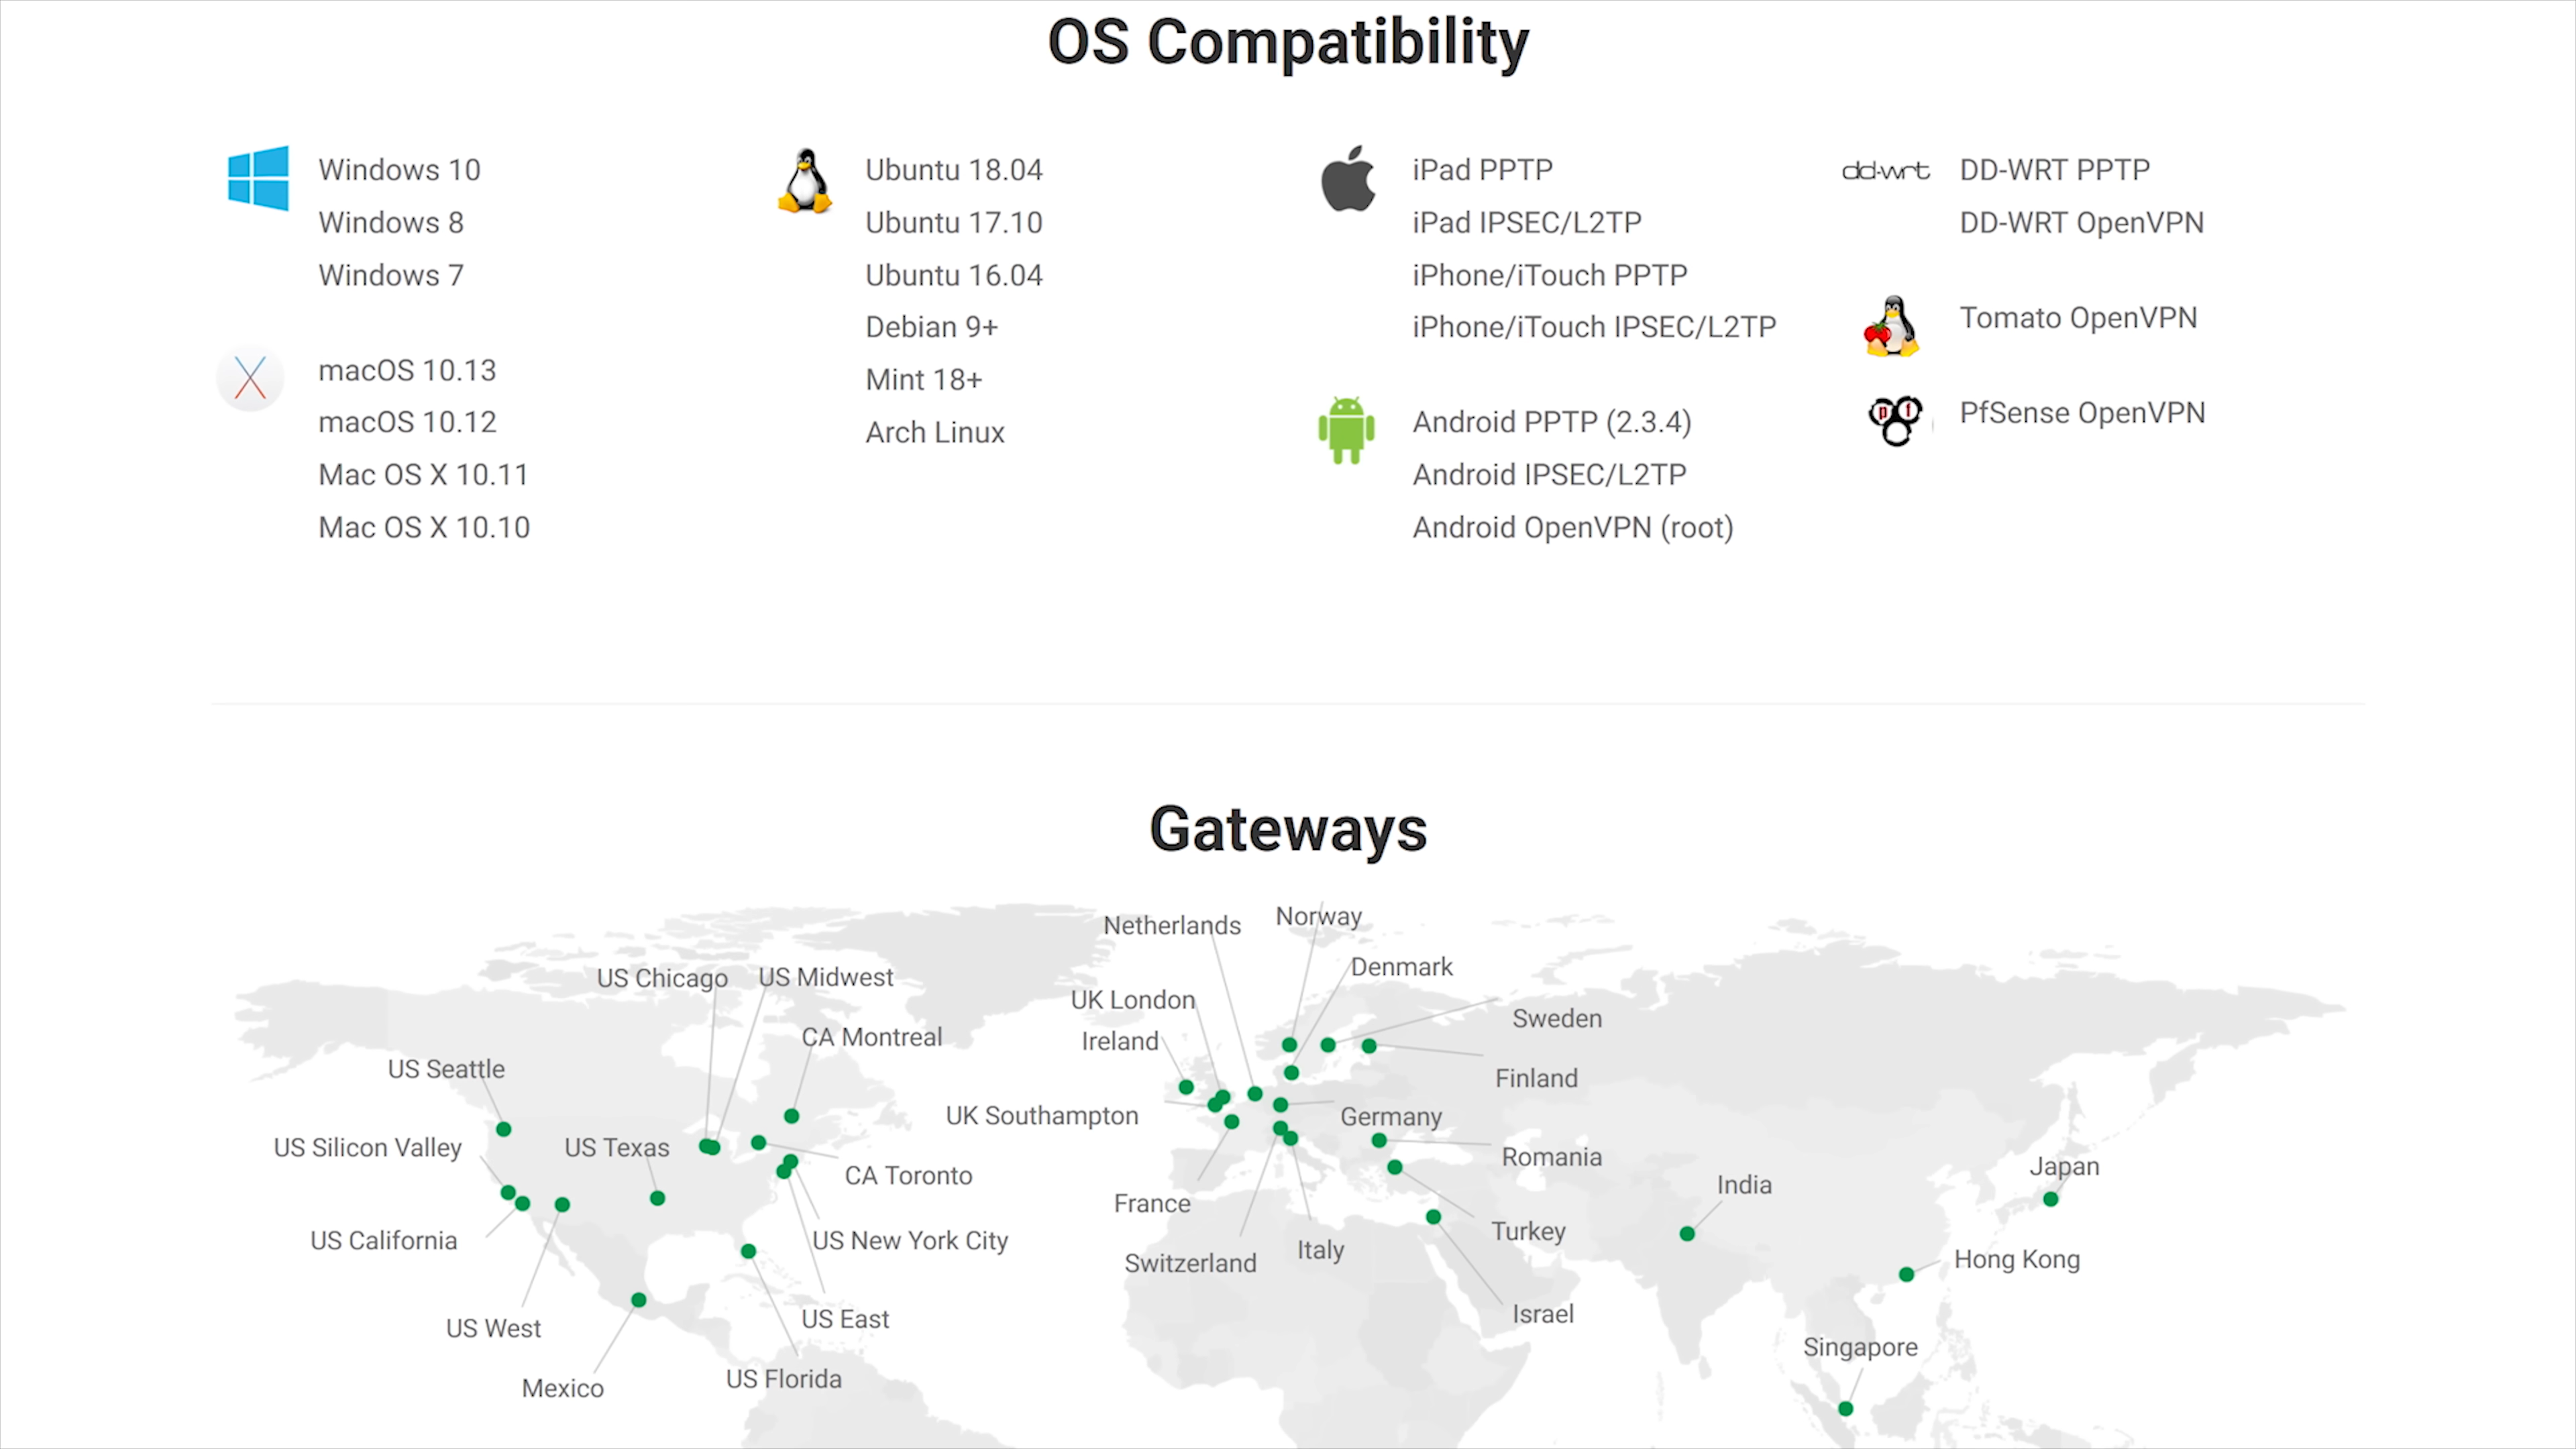 OS Compatibility
Windows 10
Windows 8
Windows 7
macOS 10.13
macOS 10.12
Mac OS X 10.11
Mac OS X 10.10
Ubuntu 18.04
Ubuntu 17.10
Ubuntu 16.04
Debian 9+
Mint 18+
Arch Linux
iPad PPTP
iPad IPSEC/L2TP
iPhone/iTouch PPTP
iPhone/iTouch IPSEC/L2TP
Android PPTP (2.3.4)
Android IPSEC/L2TP
Android OpenVPN (root)
dd-wrt
DD-WRT PPTP
DD-WRT OpenVPN
Tomato OpenVPN
pf
PfSense OpenVPN
Gateways
Netherlands
Norway
Denmark
US Chicago
US Midwest
UK London
Sweden
CA Montreal
Ireland
US Seattle
Finland
UK Southampton
Germany
US Silicon Valley
US Texas
Romania
CA Toronto
Japan
India
France
Turkey
US California
US New York City
Italy
Switzerland
Hong Kong
Israel
US East
US West
Singapore
US Florida
Mexico